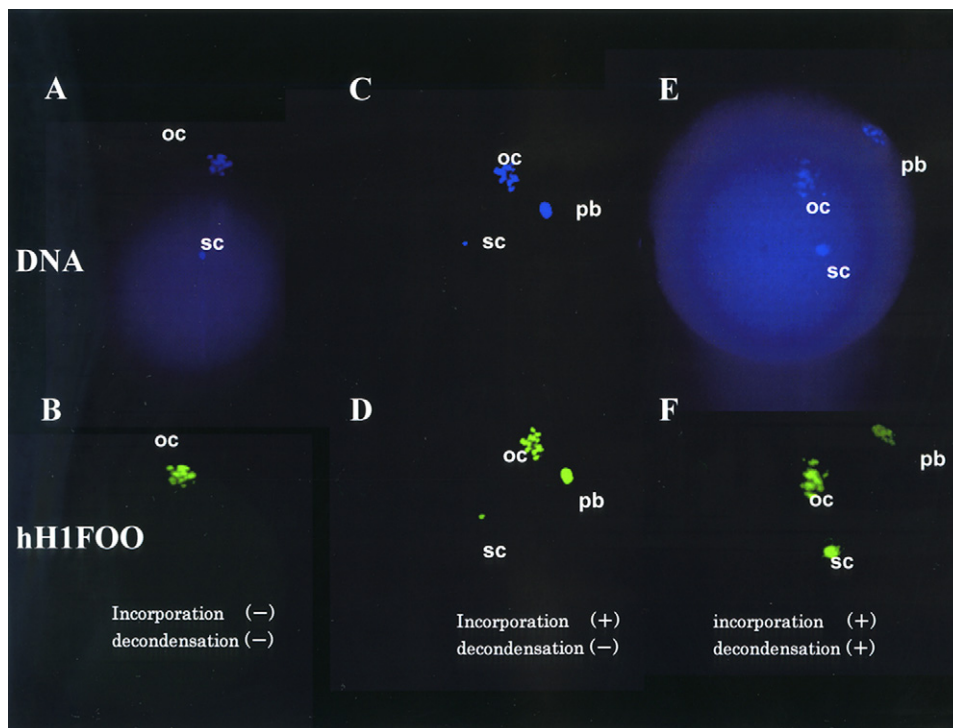 A
C
E
oc
oc
pb
pb
oc
sc
sc
DNA
sc
B
D
F
oc
oc
pb
oc
pb
hH1FOO
sc
sc
Incorporation (−)
decondensation (−)
Incorporation (+)
decondensation (−)
incorporation (+)
decondensation (+)